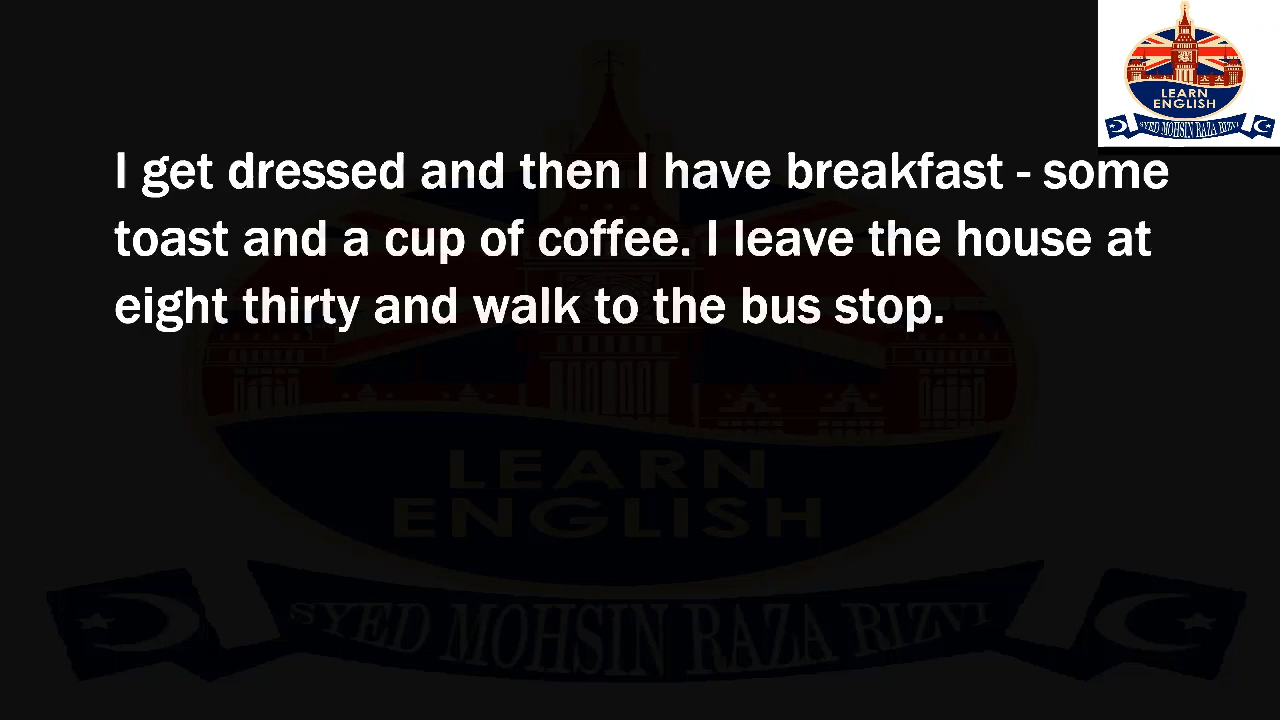 LEARN
ENGLISH
SYED MOHSIN RAZA RIZVI
I get dressed and then I have breakfast - some
toast and a cup of coffee. I leave the house at
eight thirty and walk to the bus stop.
LEARN
ENGLISH
SYED MOHSIN RAZA RIZVI